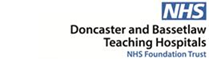 NHS
Doncaster and Bassetlaw
Teaching Hospitals
NHS Foundation Trust